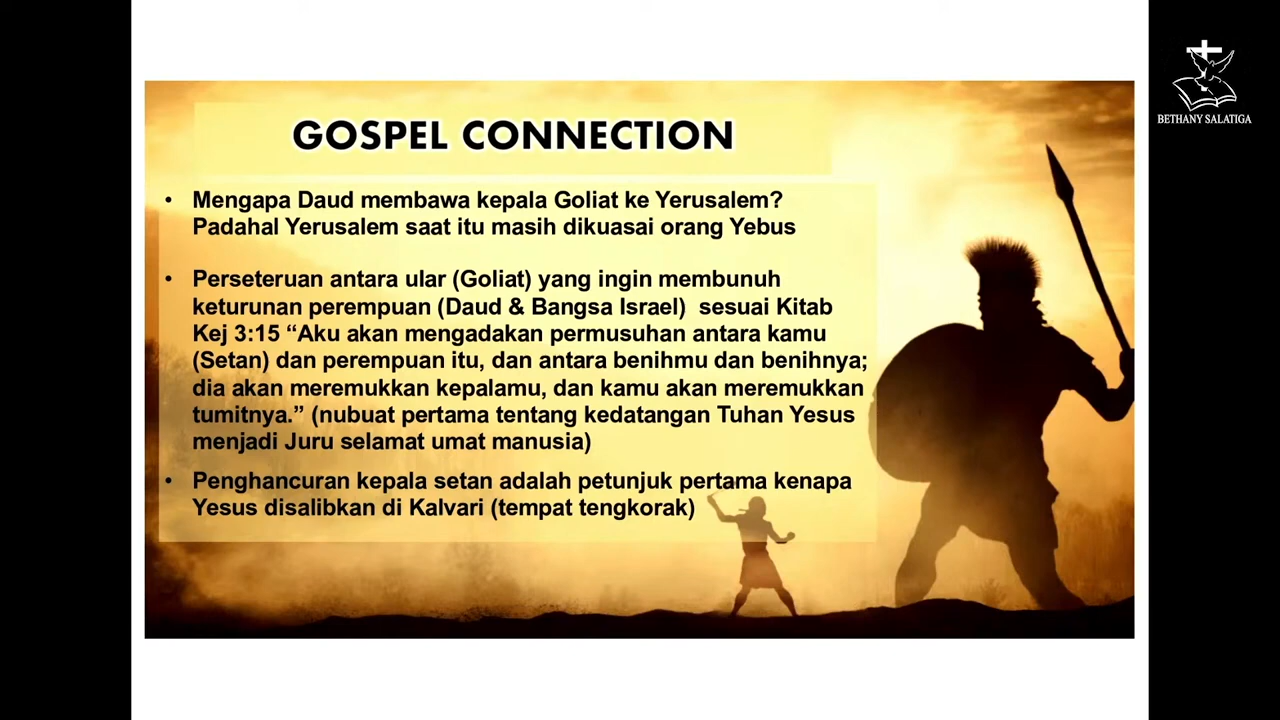 GOSPEL CONNECTION
• Mengapa Daud membawa kepala Goliat ke Yerusalem?
Padahal Yerusalem saat itu masih dikuasai orang Yebus
• Perseteruan antara ular (Goliat) yang ingin membunuh
keturunan perempuan (Daud & Bangsa Israel)  sesuai Kitab
Kej 3:15 “Aku akan mengadakan permusuhan antara kamu
(Setan) dan perempuan itu, dan antara benihmu dan benihnya;
dia akan meremukkan kepalamu, dan kamu akan meremukkan
tumitnya.” (nubuat pertama tentang kedatangan Tuhan Yesus
menjadi Juru selamat umat manusia)
• Penghancuran kepala setan adalah petunjuk pertama kenapa
Yesus disalibkan di Kalvari (tempat tengkorak)
BETHANY SALATIGA